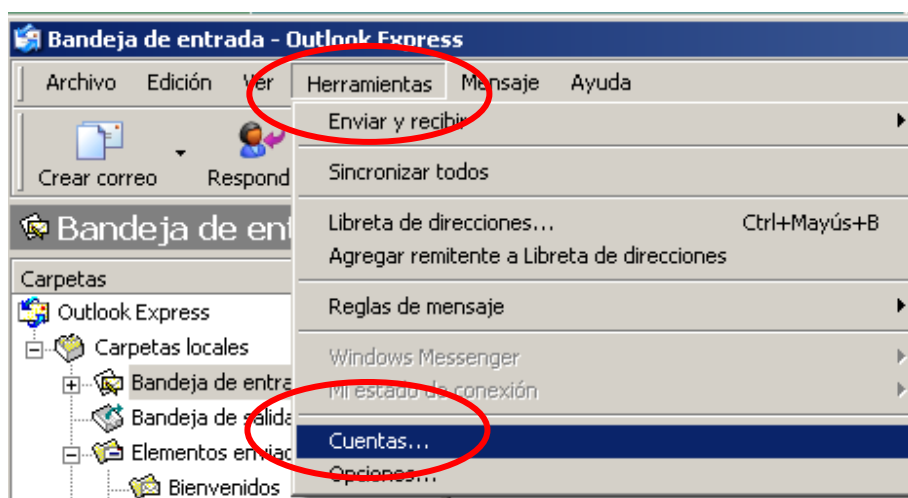 Bandeja de entrada - Outlook Express
Archivo Edición Ver Herramientas Mensaje Ayuda
Crear correo Respond
Bandeja de ent
Carpetas
Outlook Express
Carpetas locales
Bandeja de entra
Bandeja de salida
Elementos enviad
Bienvenidos
Enviar y recibir
Sincronizar todos
Libreta de direcciones... Ctrl+Mayús+B
Agregar remitente a Libreta de direcciones
Reglas de mensaje
Windows Messenger
Mi estado de conexión
Cuentas...
Opciones...